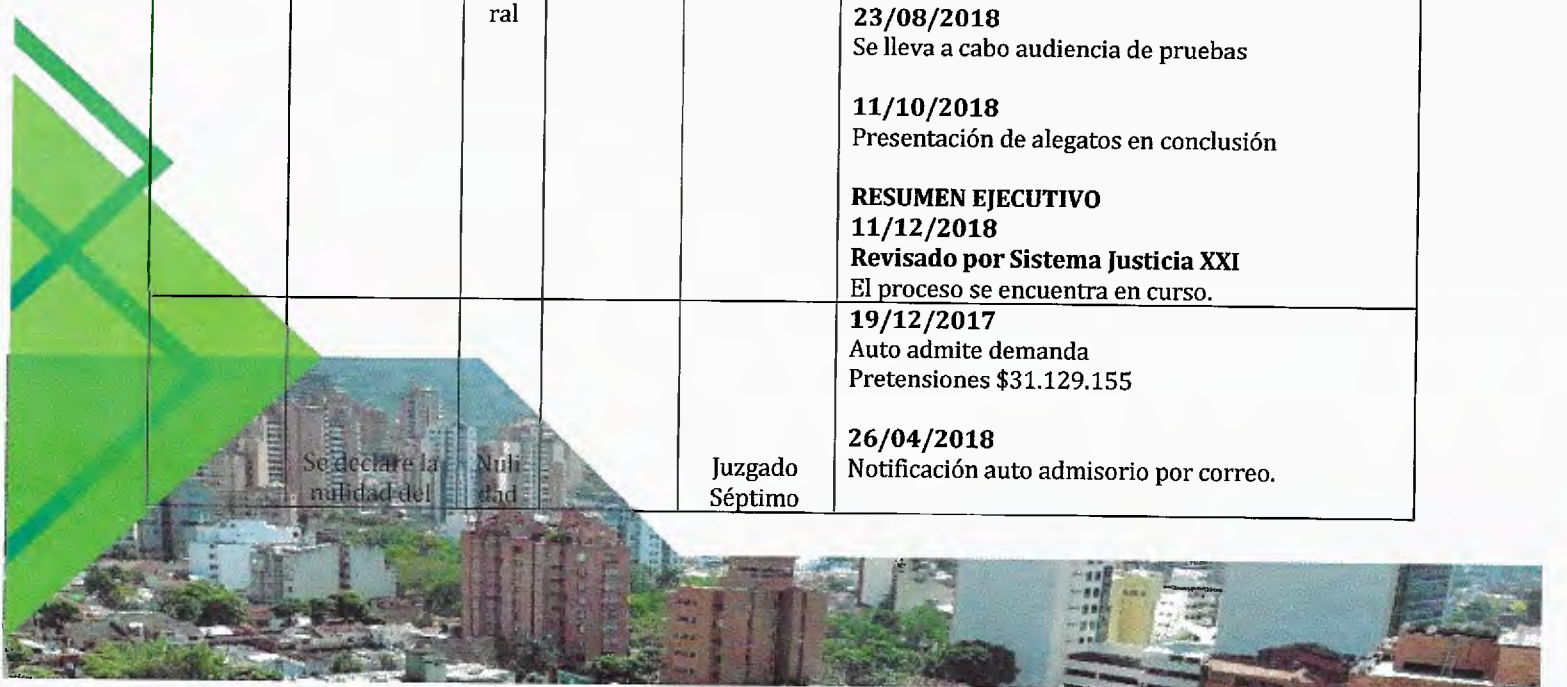 ral
23/08/2018
Se lleva a cabo audiencia de pruebas
11/10/2018
Presentación de alegatos en conclusión
RESUMEN EJECUTIVO
11/12/2018
Revisado por Sistema Justicia XXI
El proceso se encuentra en curso.
Se declare la
nulidad del
Nuli
dad
Juzgado
Séptimo
19/12/2017
Auto admite demanda
Pretensiones $31.129.155
26/04/2018
Notificación auto admisorio por correo.